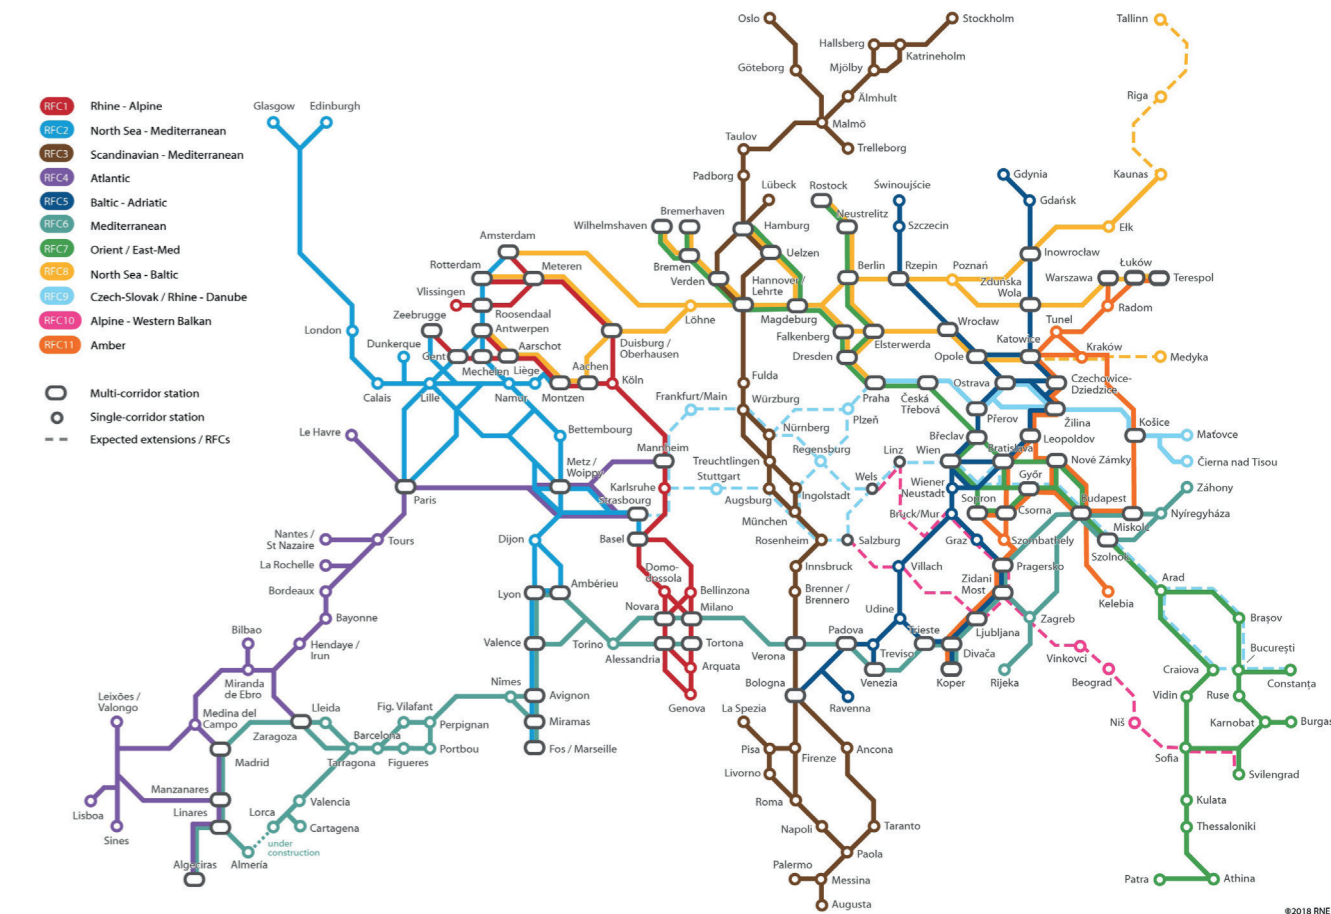 RFC1 Rhine - Alpine
RFC2 North Sea - Mediterranean
RFC3 Scandinavian - Mediterranean
RFC4 Atlantic
RFC5 Baltic - Adriatic
RFC6 Mediterranean
RFC7 Orient / East-Med
RFC8 North Sea - Baltic
RFC9 Czech-Slovak / Rhine - Danube
RFC10 Alpine - Western Balkan
RFC11 Amber
Multi-corridor station
Single-corridor station
Expected extensions / RFCs
Oslo
Stockholm
Tallinn
Hallsberg
Katrineholm
Göteborg
Mjölby
Älmhult
Riga
Glasgow
Edinburgh
Malmö
Taulov
Trelleborg
Padborg
Lübeck
Rostock
Świnoujście
Gdynia
Kaunas
Gdańsk
Bremerhaven
Wilhelmshaven
Hamburg
Neustrelitz
Szczecin
Ełk
Amsterdam
Uelzen
Inowrocław
Rotterdam
Meteren
Bremen
Verden
Hannover/
Lehrte
Berlin
Rzepin
Poznań
Zduńska
Wola
Warszawa
Łuków
Terespol
Vlissingen
Roosendaal
Zeebrugge
Antwerpen
Löhne
Magdeburg
Radom
London
Dunkerque
Gent
Aarschot
Duisburg /
Oberhausen
Falkenberg
Elsterwerda
Wrocław
Tunel
Katowice
Kraków
Medyka
Mechelen
Liège
Aachen
Dresden
Opole
Calais
Lille
Namur
Montzen
Köln
Fulda
Praha
Česká
Třebová
Ostrava
Czechowice-
Dziedzice
Frankfurt/Main
Würzburg
Přerov
Žilina
Košice
Le Havre
Bettembourg
Mannheim
Nürnberg
Plzeň
Břeclav
Leopoldov
Maťovce
Metz /
Woippy
Treuchtlingen
Regensburg
Linz
Wien
Bratislava
Nové Zámky
Čierna nad Tisou
Paris
Karlsruhe
Stuttgart
Augsburg
Ingolstadt
Wels
Wiener
Neustadt
Győr
Záhony
Strasbourg
Sopron
Csorna
Budapest
Nantes /
St Nazaire
Tours
Dijon
Basel
München
Rosenheim
Salzburg
Bruck/Mur
Graz
Szombathely
Miskolc
Nyíregyháza
Szolnok
La Rochelle
Domo-
dossola
Innsbruck
Villach
Pragersko
Arad
Bordeaux
Lyon
Ambérieu
Bellinzona
Brenner /
Brennero
Zidani
Most
Kelebia
Bayonne
Novara
Milano
Udine
Zagreb
Brașov
Bilbao
Hendaye /
Irun
Valence
Torino
Alessandria
Tortona
Verona
Padova
Treviso
Trieste
Ljubljana
Divača
Vinkovci
București
Miranda
de Ebro
Nîmes
Arquata
Venezia
Koper
Rijeka
Beograd
Craiova
Constanța
Leixões /
Valongo
Avignon
Genova
Bologna
Ravenna
Vidin
Ruse
Medina del
Campo
Zaragoza
Lleida
Fig. Vilafant
Perpignan
Miramas
La Spezia
Niš
Karnobat
Burgas
Madrid
Barcelona
Tarragona
Figueres
Portbou
Fos / Marseille
Pisa
Firenze
Ancona
Sofia
Livorno
Svilengrad
Manzanares
Lisboa
Linares
Lorca
Valencia
Roma
Kulata
Cartagena
Sines
Napoli
Taranto
Thessaloniki
under
construction
Algeciras
Almería
Paola
Palermo
Messina
Patra
Athina
Augusta
©2018 RNE